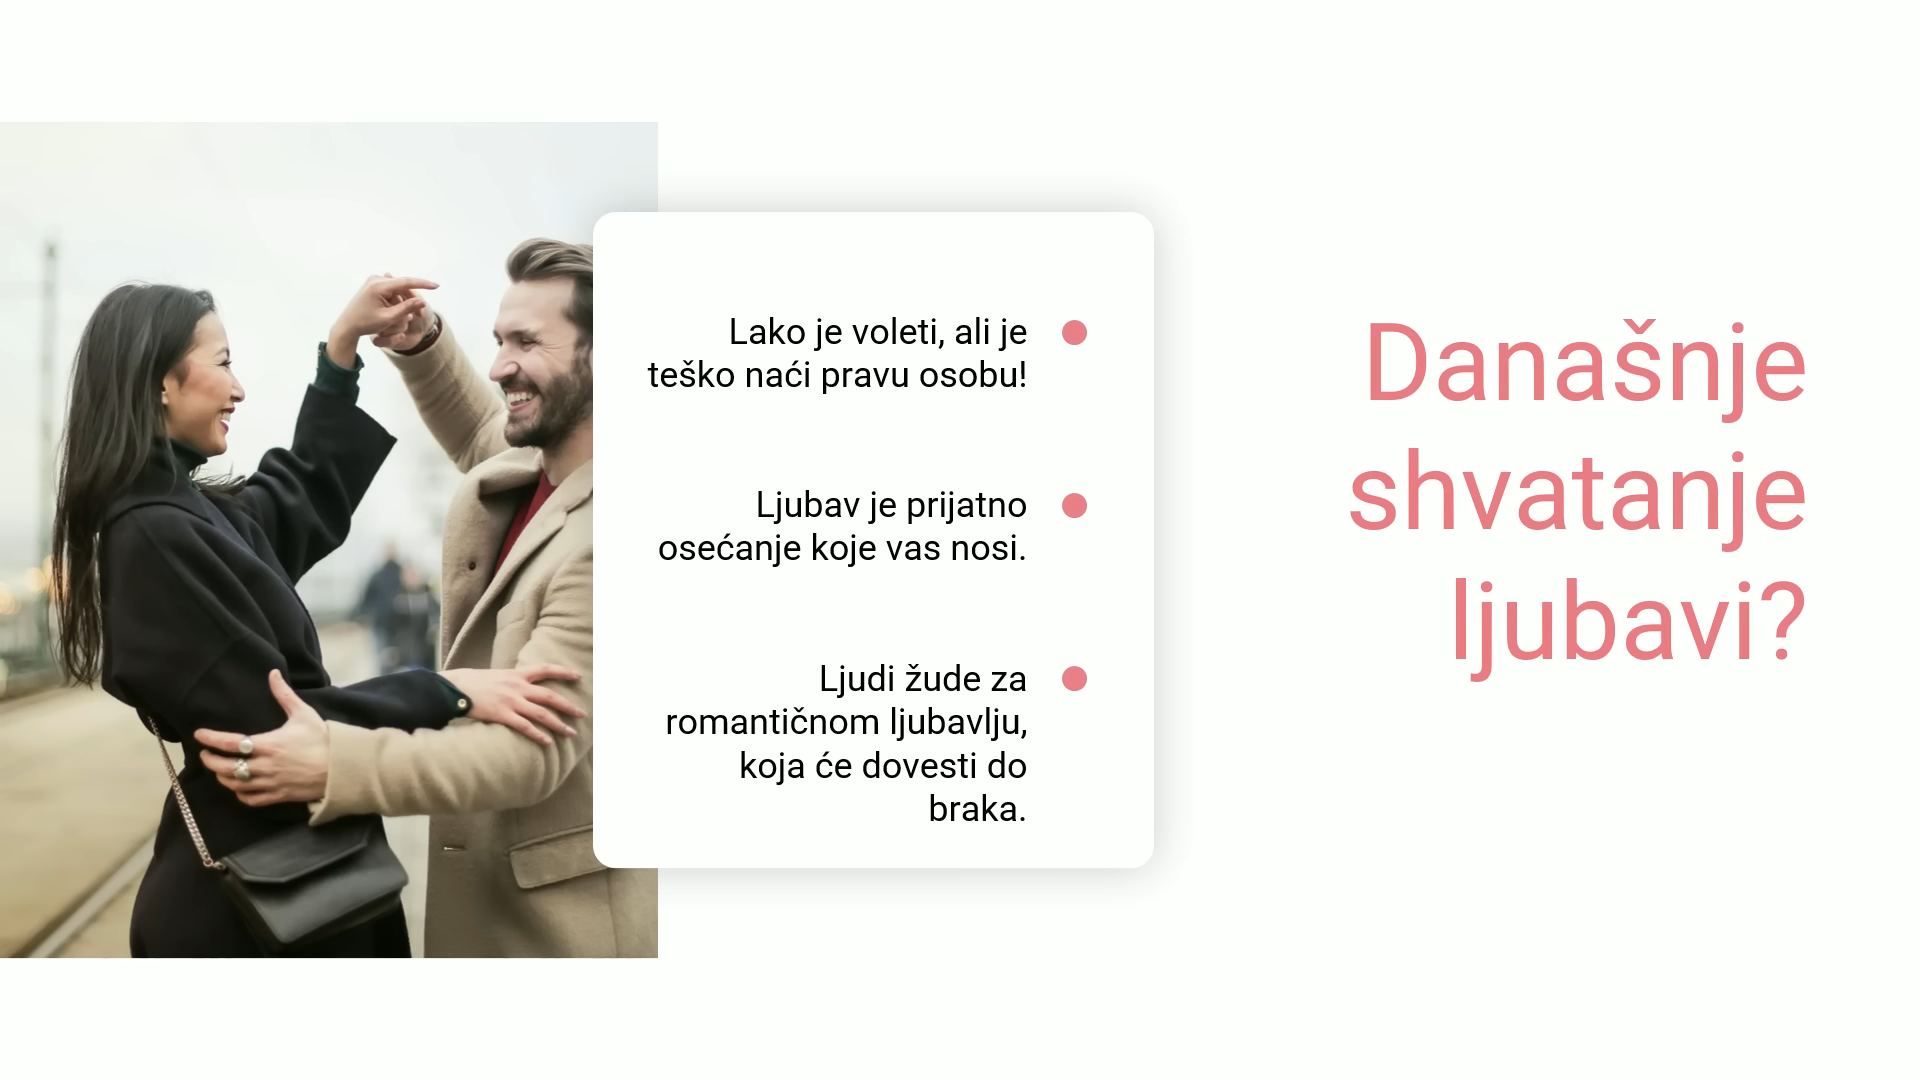 Današnje
shvatanje
ljubavi?
Lako je voleti, ali je
teško naći pravu osobu!
Ljubav je prijatno
osećanje koje vas nosi.
Ljudi žude za
romantičnom ljubavlju,
koja će dovesti do
braka.